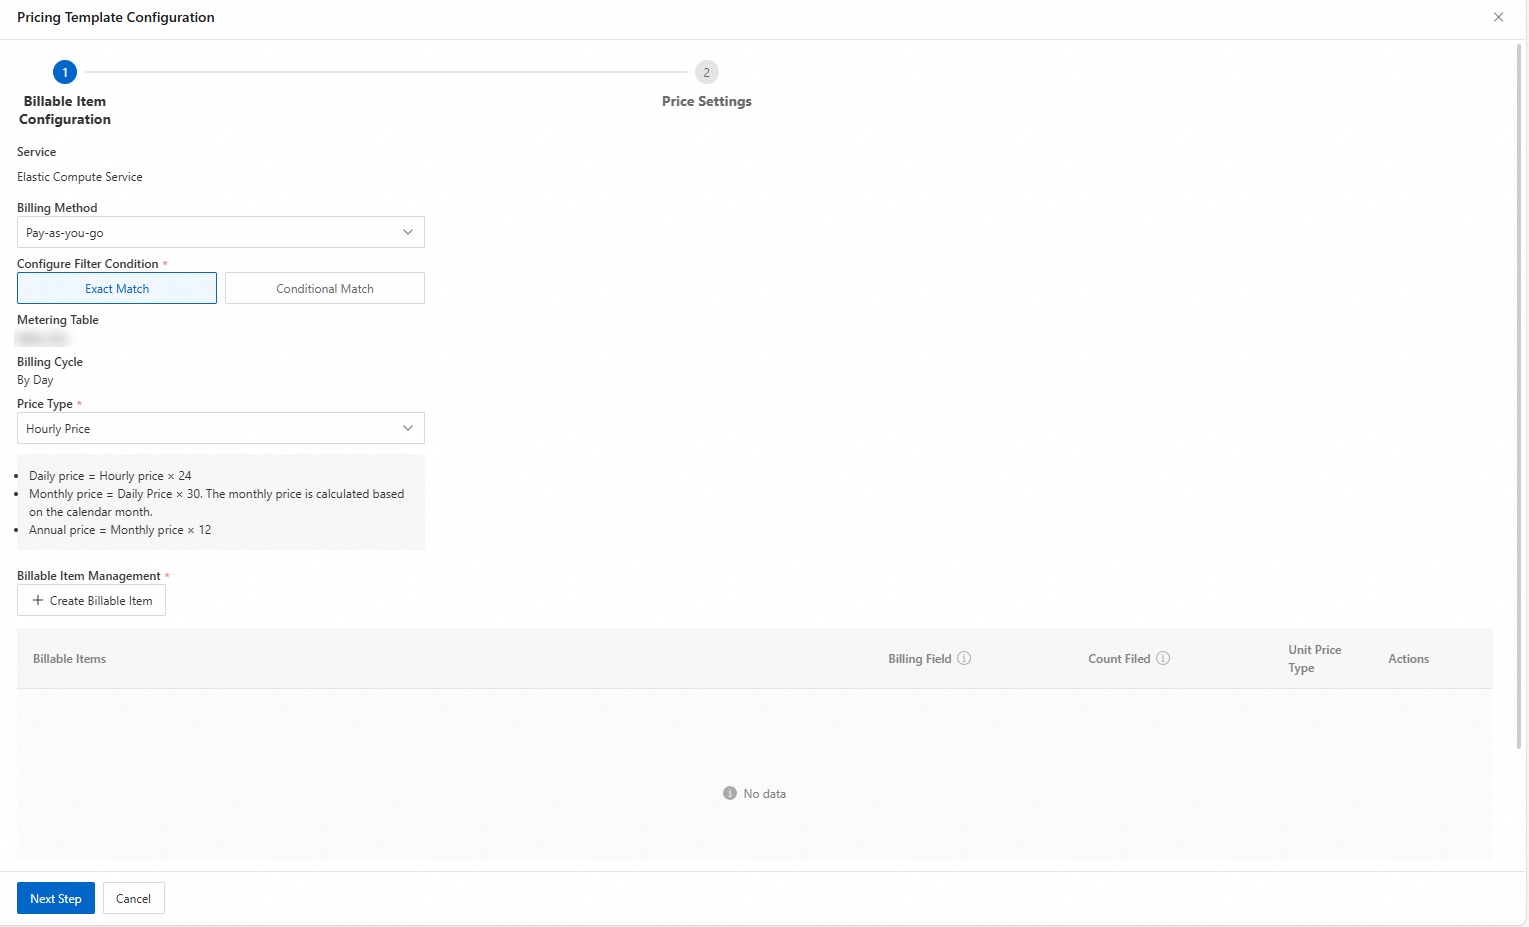 Pricing Template Configuration
1
2
Billable Item
Configuration
Price Settings
Service
Elastic Compute Service
Billing Method
Pay-as-you-go
Configure Filter Condition *
Exact Match
Conditional Match
Metering Table
Billing Cycle
By Day
Price Type *
Hourly Price
• Daily price = Hourly price × 24
• Monthly price = Daily Price × 30. The monthly price is calculated based
on the calendar month.
• Annual price = Monthly price × 12
Billable Item Management *
+ Create Billable Item
Billable Items
Billing Field
Count Filed
Unit Price
Type
Actions
No data
Next Step
Cancel